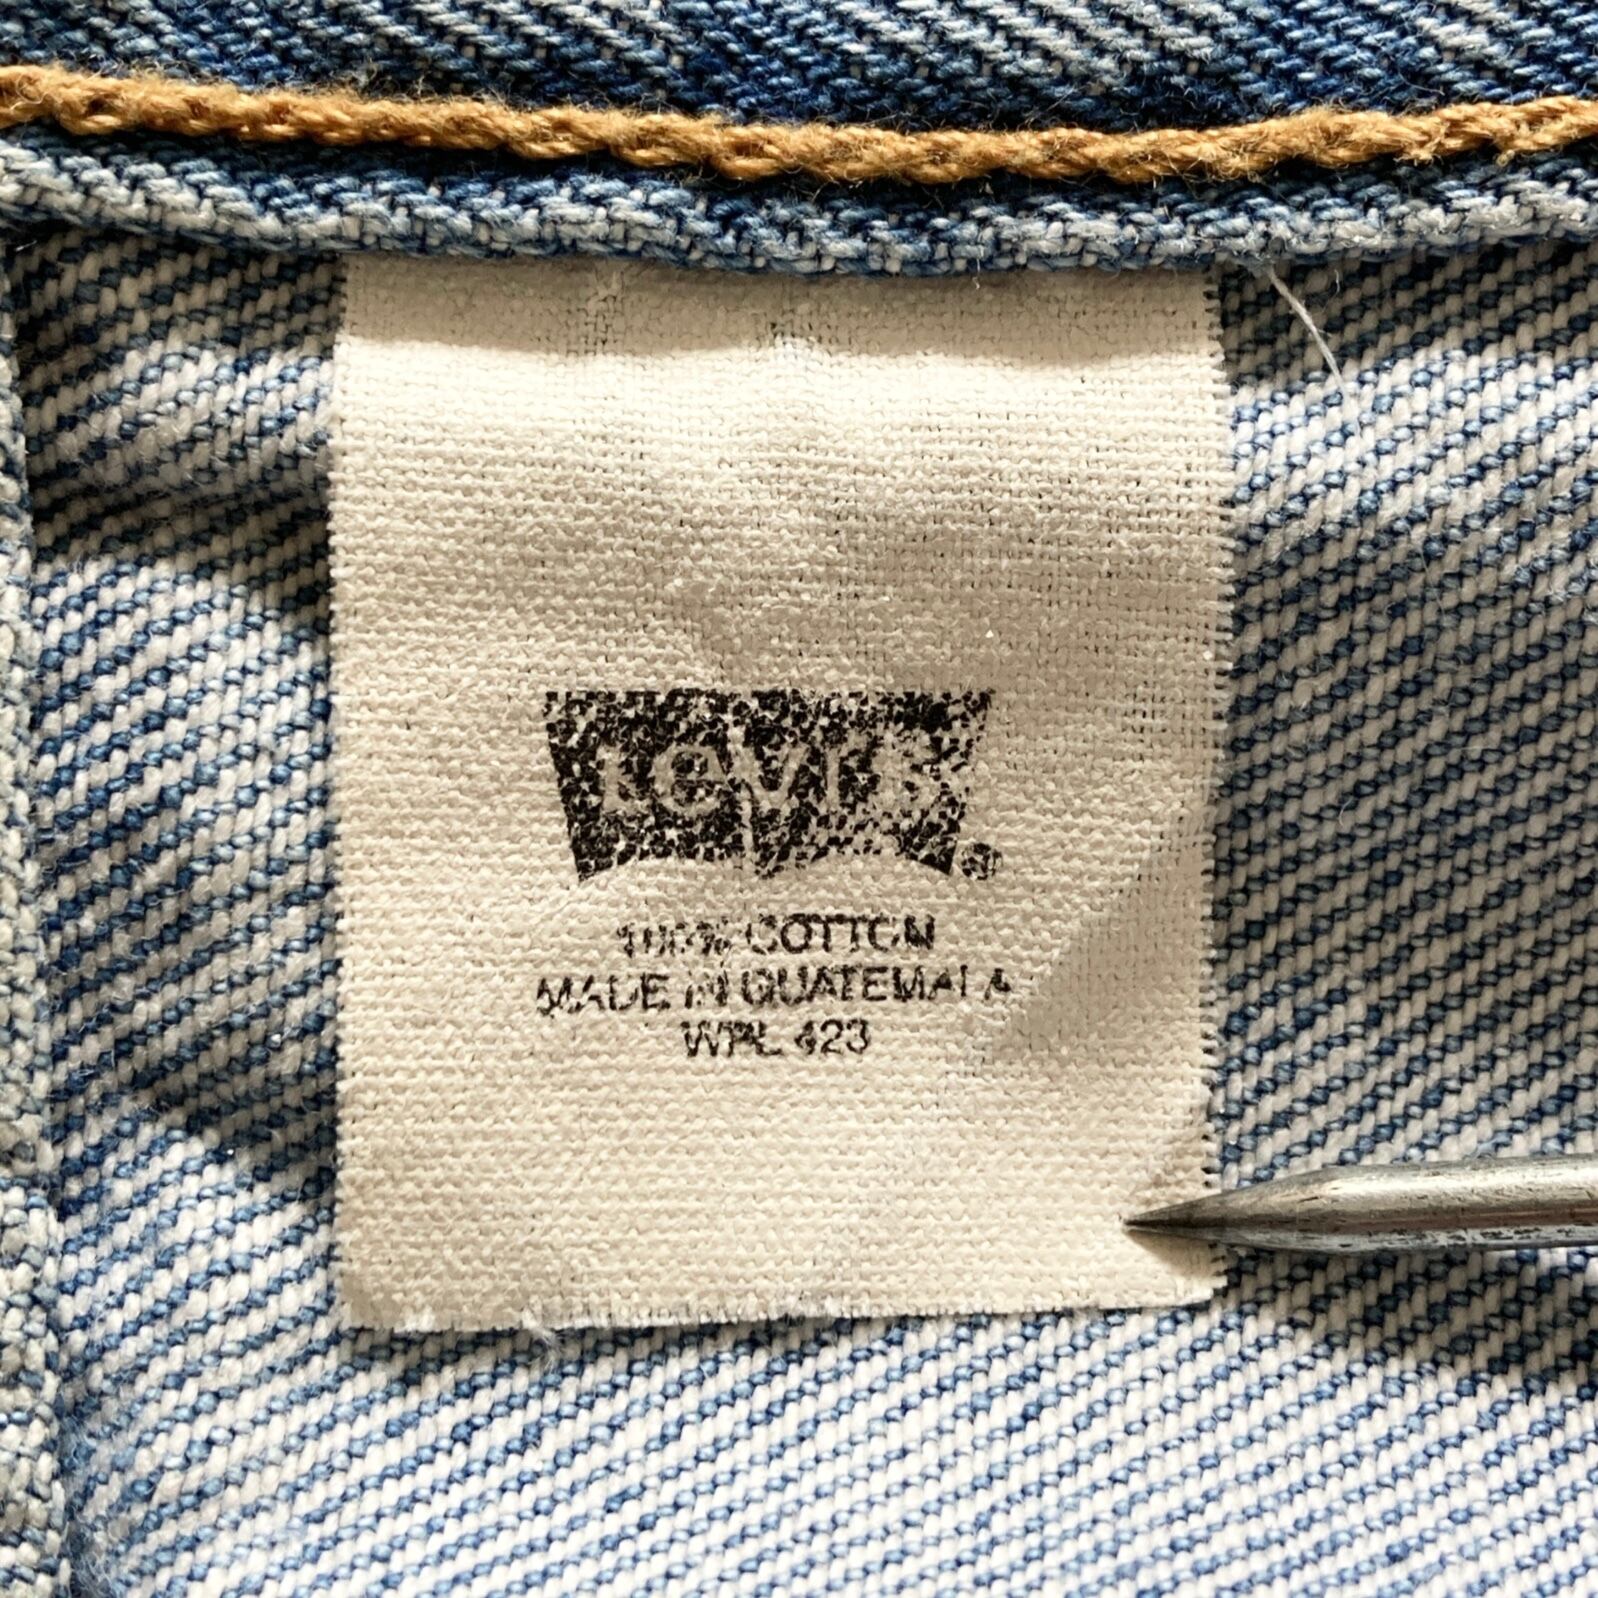 Levi's ®
100% COTTON
MADE IN GUATEMALA
WPL 423